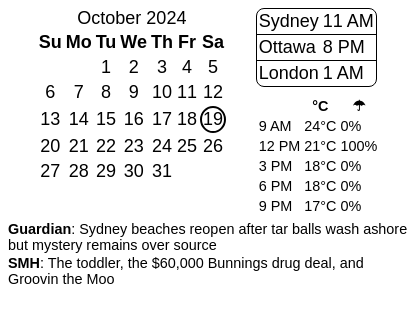 October 2024
Su Mo Tu We Th Fr Sa
1 2 3 4 5
6 7 8 9 10 11 12
13 14 15 16 17 18 19
20 21 22 23 24 25 26
27 28 29 30 31
Sydney 11 AM
Ottawa 8 PM
London 1 AM
°C ☂
9 AM 24°C 0%
12 PM 21°C 100%
3 PM 18°C 0%
6 PM 18°C 0%
9 PM 17°C 0%
Guardian: Sydney beaches reopen after tar balls wash ashore
but mystery remains over source
SMH: The toddler, the $60,000 Bunnings drug deal, and
Groovin the Moo